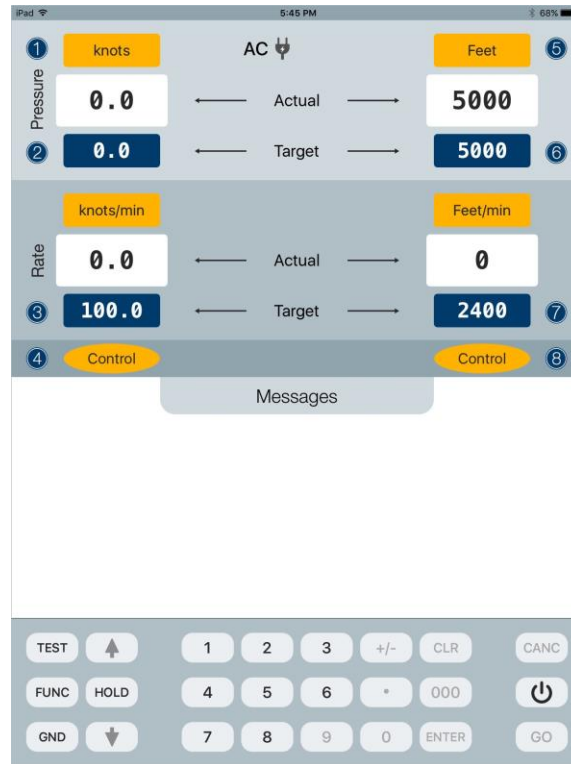 iPad 5:45 PM 68%
1 knots AC Feet 5
Pressure
0.0 Actual 5000
2 0.0 Target 5000 6
knots/min Feet/min
Rate
0.0 Actual 0
3 100.0 Target 2400 7
4 Control Control 8
Messages
TEST 1 2 3 +/- CLR CANC
FUNC HOLD 4 5 6 • 000
GND 7 8 9 0 ENTER GO